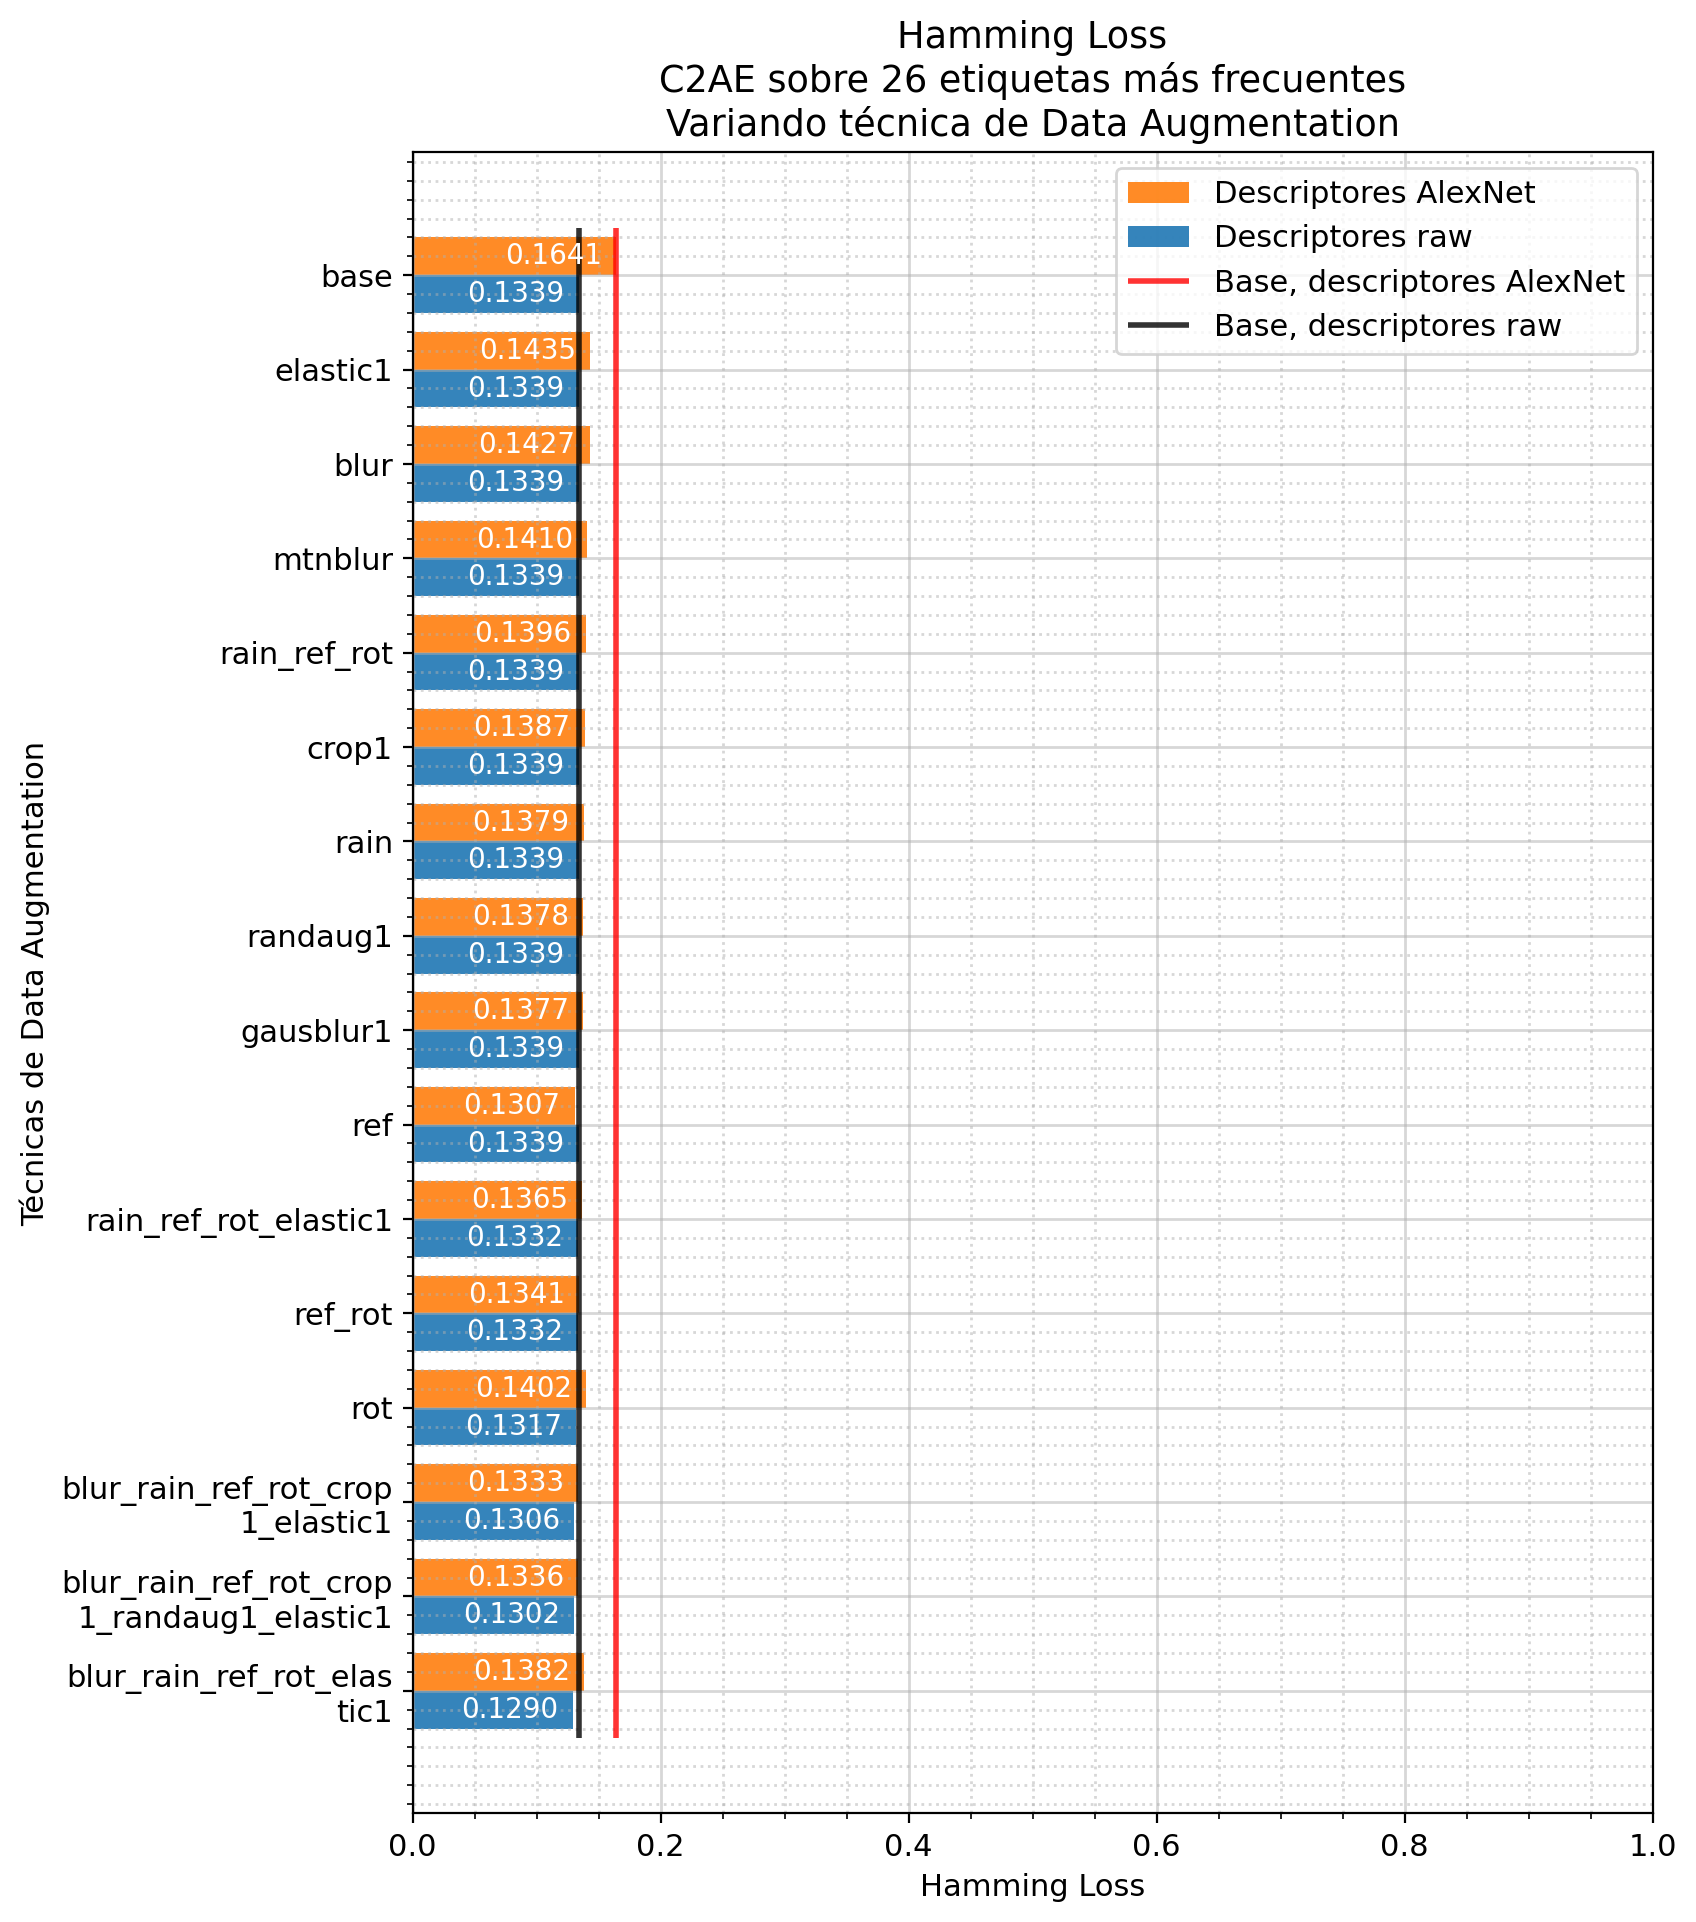 Hamming Loss
C2AE sobre 26 etiquetas más frecuentes
Variando técnica de Data Augmentation
Descriptores AlexNet
Descriptores raw
Base, descriptores AlexNet
Base, descriptores raw
Técnicas de Data Augmentation
base
0.1641
0.1339
elastic1
0.1435
0.1339
blur
0.1427
0.1339
mtnblur
0.1410
0.1339
rain_ref_rot
0.1396
0.1339
crop1
0.1387
0.1339
rain
0.1379
0.1339
randaug1
0.1378
0.1339
gausblur1
0.1377
0.1339
ref
0.1307
0.1339
rain_ref_rot_elastic1
0.1365
0.1332
ref_rot
0.1341
0.1332
rot
0.1402
0.1317
blur_rain_ref_rot_crop
1_elastic1
0.1333
0.1306
blur_rain_ref_rot_crop
1_randaug1_elastic1
0.1336
0.1302
blur_rain_ref_rot_elas
tic1
0.1382
0.1290
0.0 0.2 0.4 0.6 0.8 1.0
Hamming Loss